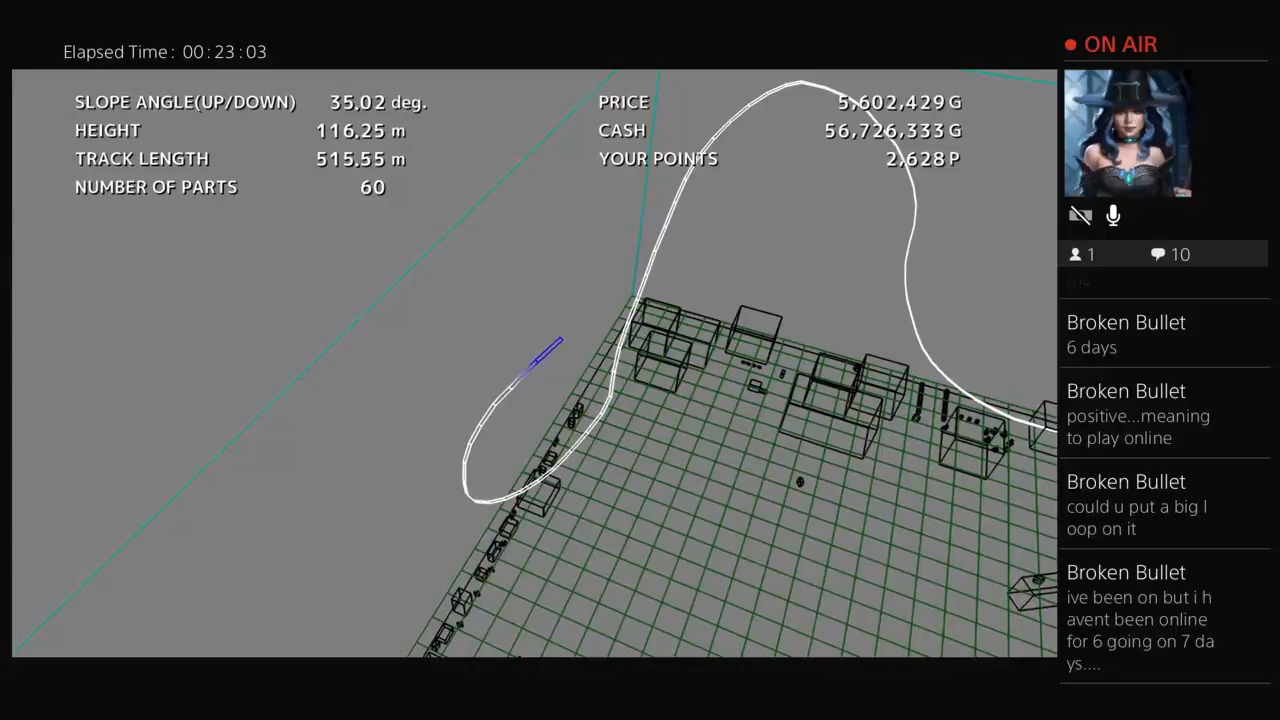 Elapsed Time: 00:23:03
ON AIR
SLOPE ANGLE(UP/DOWN) 35.02 deg.
HEIGHT 116.25 m
TRACK LENGTH 515.55 m
NUMBER OF PARTS 60
PRICE 5,602,429 G
CASH 56,726,333 G
YOUR POINTS 2,628 P
1 10
Broken Bullet
6 days
Broken Bullet
positive...meaning
to play online
Broken Bullet
could u put a big l
oop on it
Broken Bullet
ive been on but i h
avent been online
for 6 going on 7 da
ys....